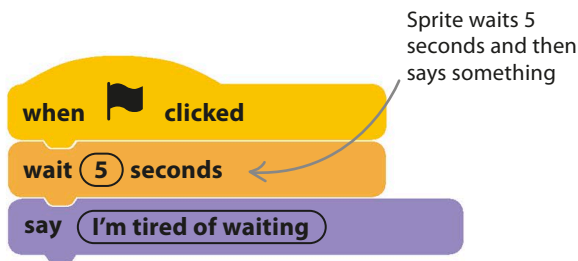 Sprite waits 5
seconds and then
says something
when clicked
wait 5 seconds
say I'm tired of waiting